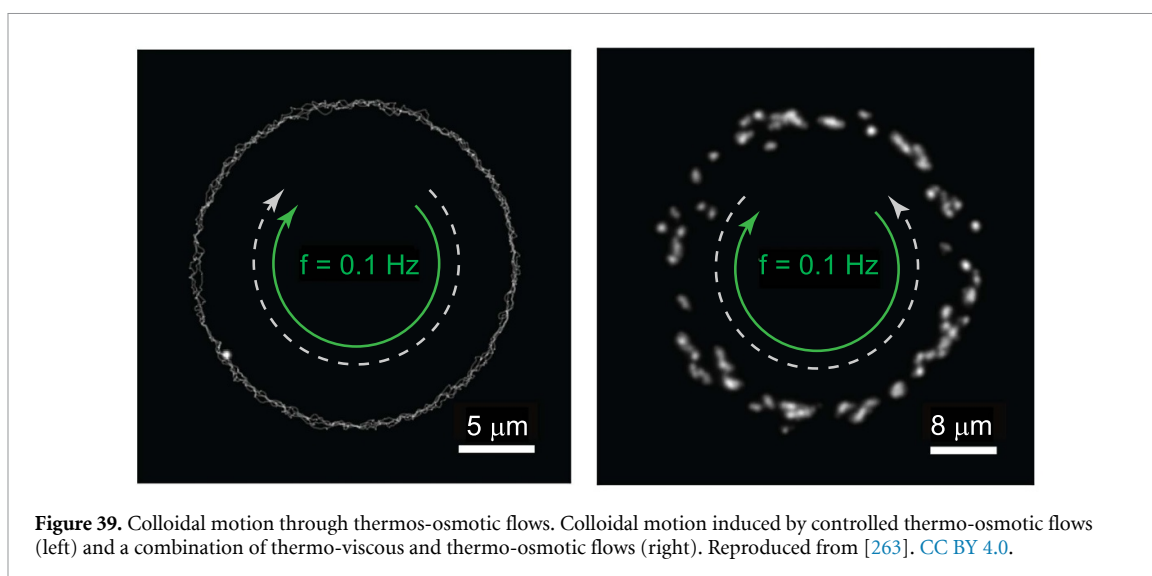 f = 0.1 Hz
5 μm
f = 0.1 Hz
8 μm
Figure 39. Colloidal motion through thermos-osmotic flows. Colloidal motion induced by controlled thermo-osmotic flows
(left) and a combination of thermo-viscous and thermo-osmotic flows (right). Reproduced from [263]. CC BY 4.0.